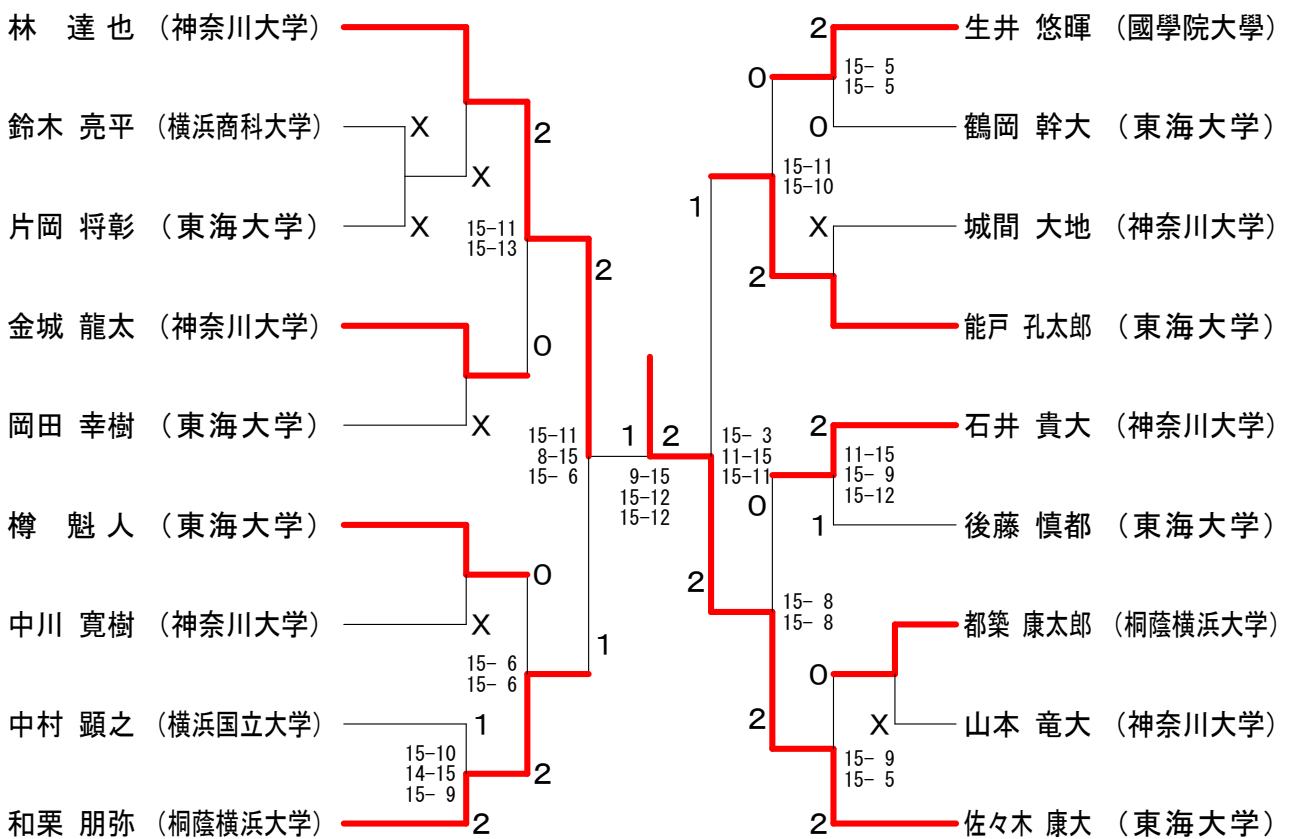 林 達也 (神奈川大学)
鈴木 亮平 (横浜商科大学)
片岡 将彰 (東海大学)
金城 龍太 (神奈川大学)
岡田 幸樹 (東海大学)
樽 魁人 (東海大学)
中川 寛樹 (神奈川大学)
中村 顕之 (横浜国立大学)
和栗 朋弥 (桐蔭横浜大学)
X
X
X
2
15-11
15-13
0
X
2
15-11
8-15
15- 6
0
X
15- 6
15- 6
1
1
15-10
14-15
15- 9
2
2
1
2
9-15
15-12
15-12
1
15- 3
11-15
15-11
2
0
15-11
15-10
2
0
15- 8
15- 8
2
2
15- 5
15- 5
0
X
2
11-15
15- 9
15-12
1
0
X
15- 9
15- 5
2
生井 悠暉 (國學院大學)
鶴岡 幹大 (東海大学)
城間 大地 (神奈川大学)
能戸 孔太郎 (東海大学)
石井 貴大 (神奈川大学)
後藤 慎都 (東海大学)
都築 康太郎 (桐蔭横浜大学)
山本 竜大 (神奈川大学)
佐々木 康大 (東海大学)